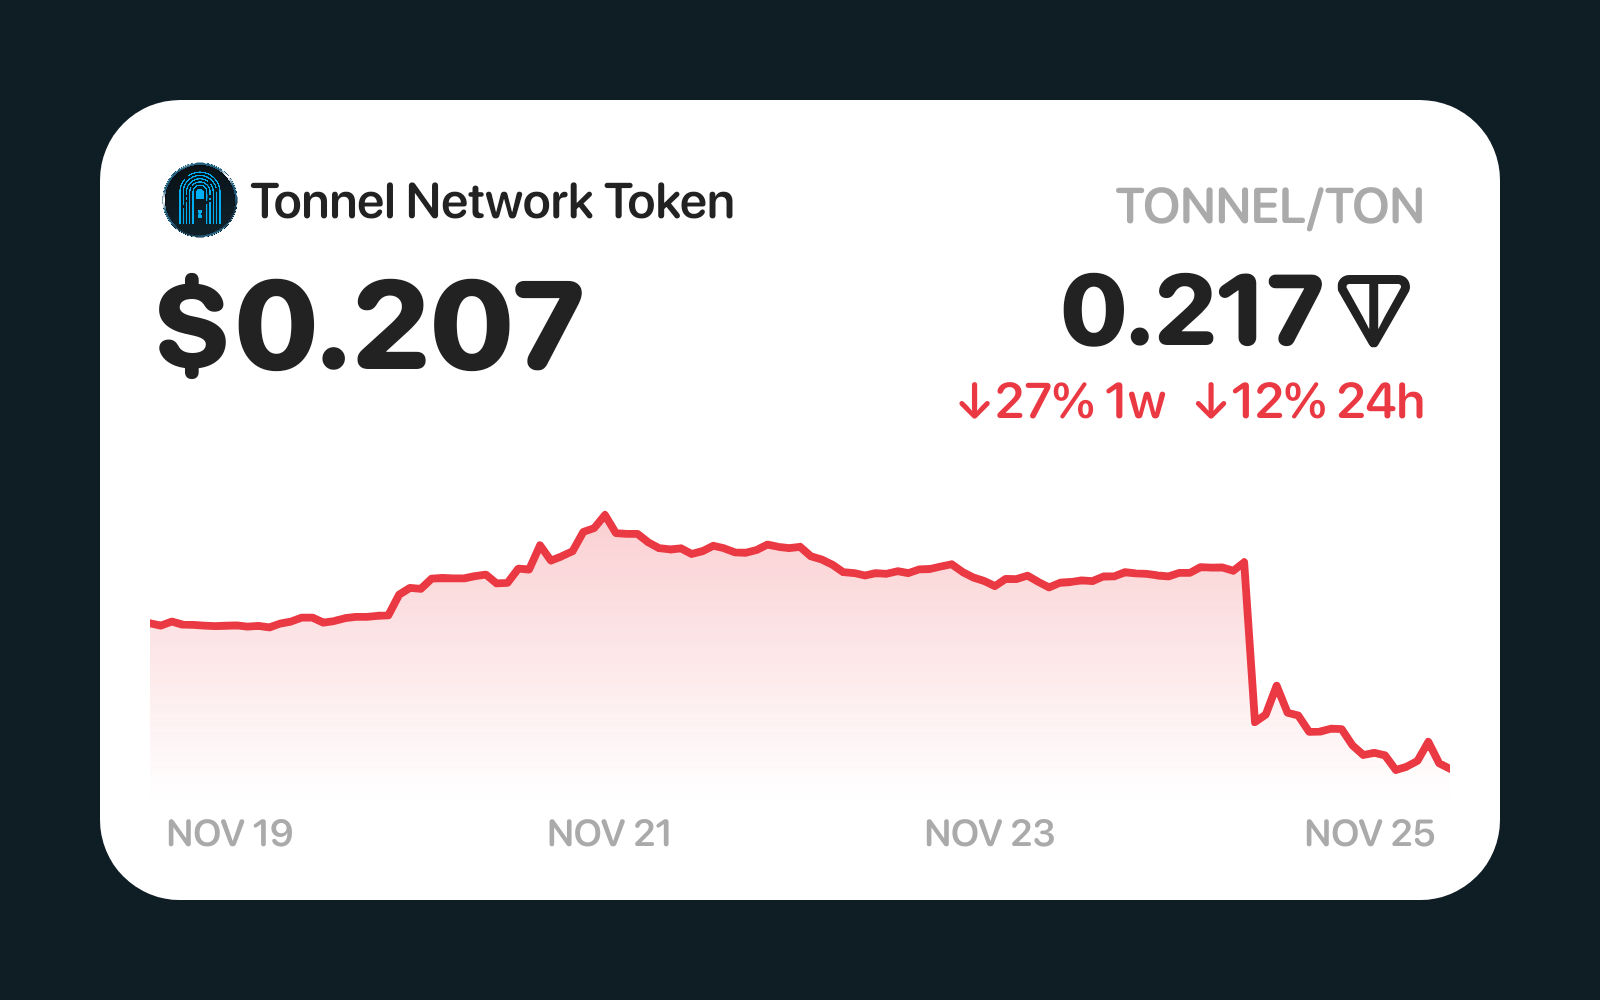 Tonnel Network Token
TONNEL/TON
$0.207
0.217
↓27% 1w ↓12% 24h
NOV 19
NOV 21
NOV 23
NOV 25